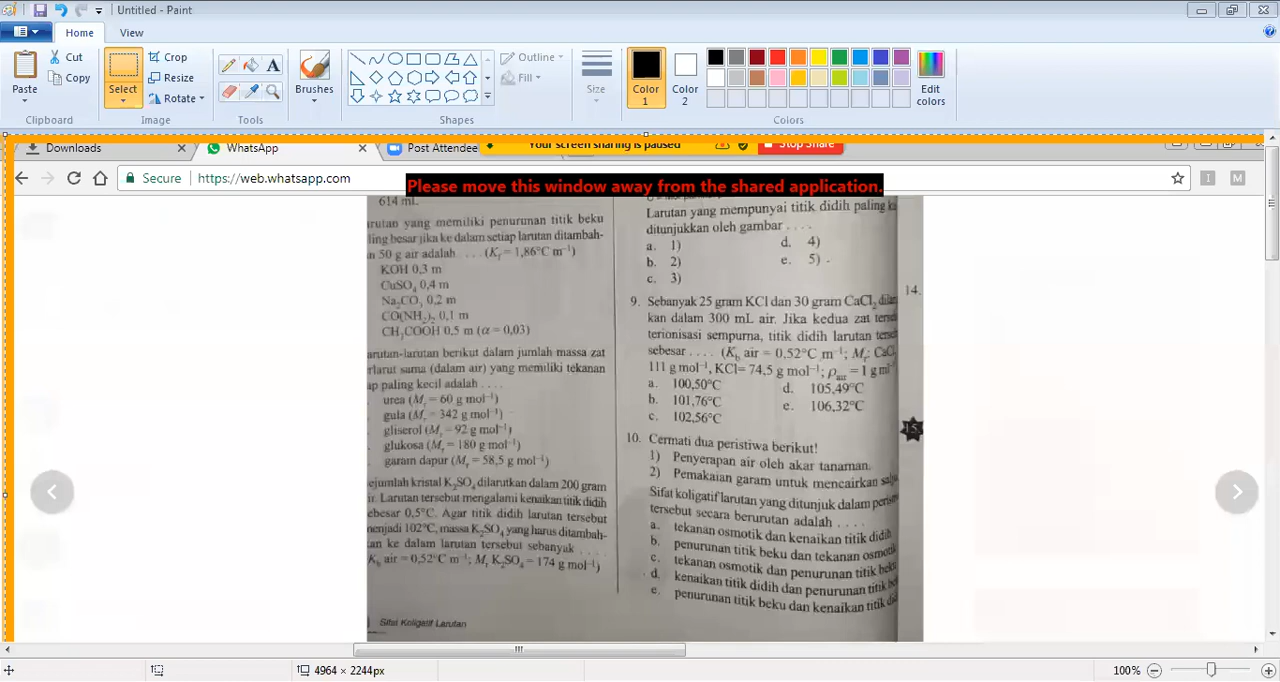 Untitled - Paint
Home
View
Paste
Cut
Copy
Clipboard
Select
Crop
Resize
Rotate
Image
A
Tools
Brushes
Shapes
Outline
Fill
Size
Color
1
Color
2
Edit
colors
Colors
Downloads
WhatsApp
Post Attendee
Your screen sharing is paused
Stop Share
Secure
https://web.whatsapp.com
Please move this window away from the shared application.
614 mL.
larutan yang memiliki penurunan titik beku
ling besar jika ke dalam setiap larutan ditambah-
n 50 g air adalah . . . . (Kf = 1,86°C m⁻¹)
KOH 0,3 m
CuSO₄ 0,4 m
Na₂CO₃ 0,2 m
CO(NH₂)₂ 0,1 m
CH₃COOH 0,5 m (α = 0,03)
arutan-larutan berikut dalam jumlah massa zat
erlarut sama (dalam air) yang memiliki tekanan
ap paling kecil adalah . . . .
urea (Mr = 60 g mol⁻¹)
gula (Mr = 342 g mol⁻¹)
gliserol (Mr = 92 g mol⁻¹)
glukosa (Mr = 180 g mol⁻¹)
garam dapur (Mr = 58,5 g mol⁻¹)
ejumlah kristal K₂SO₄ dilarutkan dalam 200 gram
ir. Larutan tersebut mengalami kenaikan titik didih
ebesar 0,5°C. Agar titik didih larutan tersebut
menjadi 102°C, massa K₂SO₄ yang harus ditambah-
an ke dalam larutan tersebut sebanyak . . . .
Kb air = 0,52°C m⁻¹; Mr K₂SO₄ = 174 g mol⁻¹)
Sifat Koligatif Larutan
Larutan yang mempunyai titik didih paling
ditunjukkan oleh gambar . . . .
a. 1)
b. 2)
c. 3)
d. 4)
e. 5)
9. Sebanyak 25 gram KCl dan 30 gram CaCl₂ dilar
kan dalam 300 mL air. Jika kedua zat
terionisasi sempurna, titik didih larutan
sebesar . . . . (Kb air = 0,52°C m⁻¹; Mr: CaCl
111 g mol⁻¹, KCl= 74,5 g mol⁻¹; ρair = 1 g ml
a. 100,50°C
b. 101,76°C
c. 102,56°C
d. 105,49°C
e. 106,32°C
10. Cermati dua peristiwa berikut!
1) Penyerapan air oleh akar tanaman.
2) Pemakaian garam untuk mencairkan
Sifat koligatif larutan yang ditunjuk dalam
tersebut secara berurutan adalah . . . .
a. tekanan osmotik dan kenaikan titik didih
b. penurunan titik beku dan tekanan osmotik
c. tekanan osmotik dan penurunan titik beku
d. kenaikan titik didih dan penurunan titik
e. penurunan titik beku dan kenaikan titik
14.
15
4964 × 2244px
100%